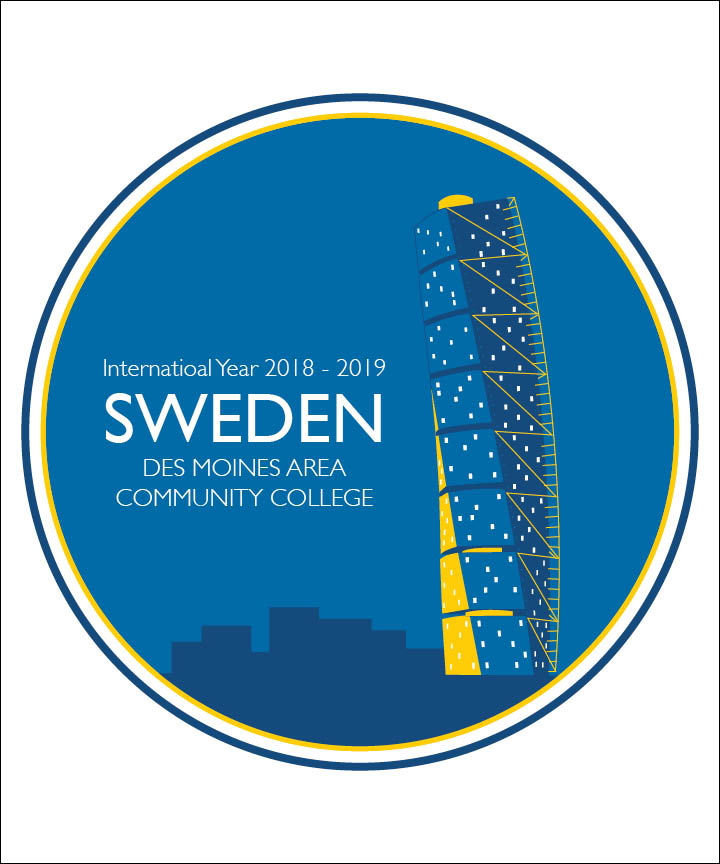 Internatioal Year 2018 - 2019
SWEDEN
DES MOINES AREA
COMMUNITY COLLEGE